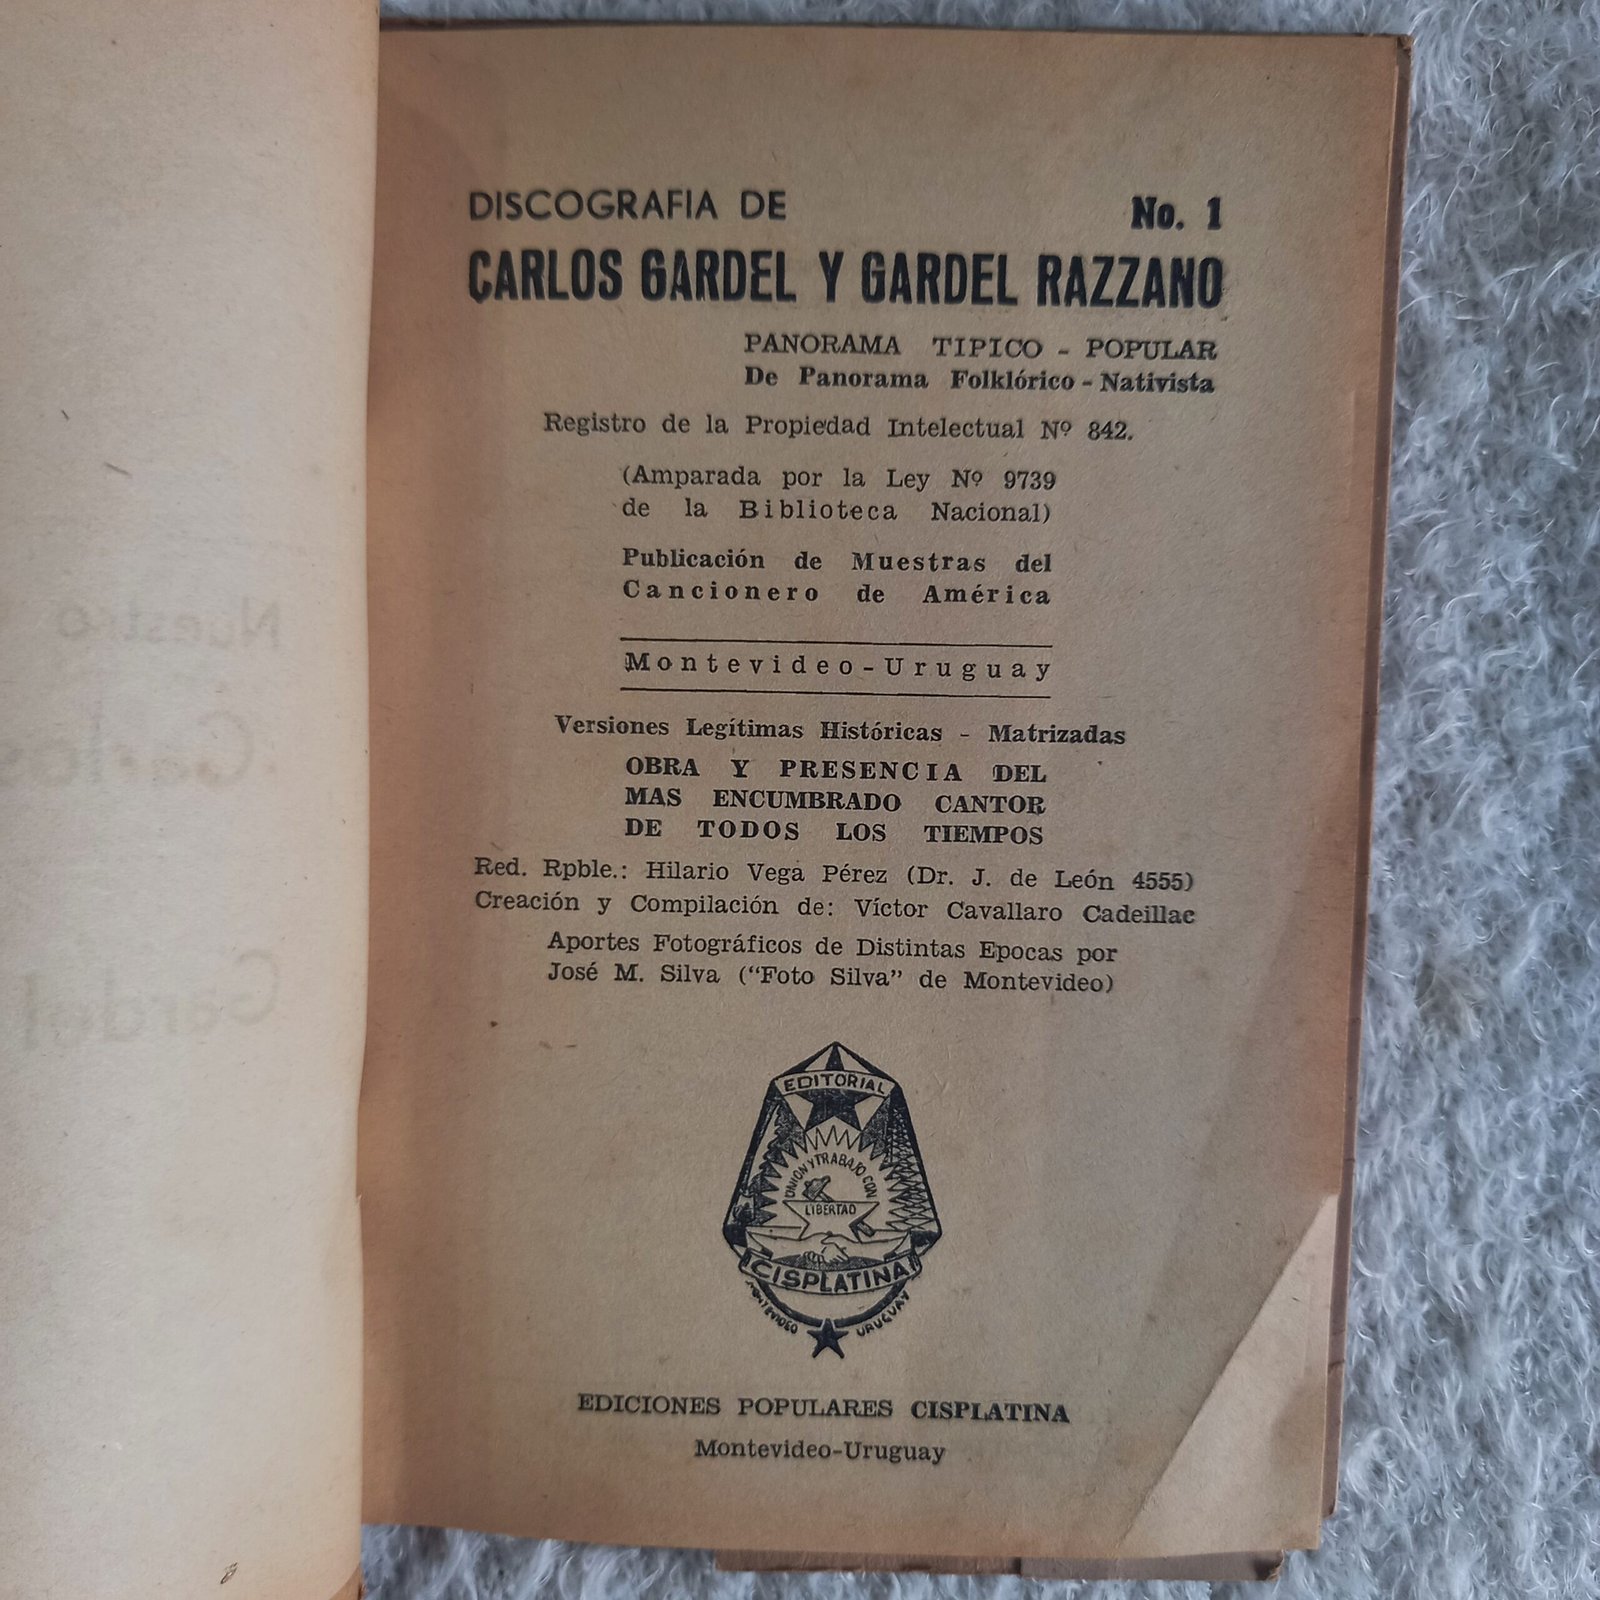 DISCOGRAFIA DE
No. 1
CARLOS GARDEL Y GARDEL RAZZANO
PANORAMA TIPICO - POPULAR
De Panorama Folklórico - Nativista
Registro de la Propiedad Intelectual Nº 842.
(Amparada por la Ley Nº 9739
de la Biblioteca Nacional)
Publicación de Muestras del
Cancionero de América
Montevideo-Uruguay
Versiones Legítimas Históricas - Matrizadas
OBRA Y PRESENCIA DEL
MAS ENCUMBRADO CANTOR
DE TODOS LOS TIEMPOS
Red. Rpble.: Hilario Vega Pérez (Dr. J. de León 4555)
Creación y Compilación de: Víctor Cavallaro Cadeillac
Aportes Fotográficos de Distintas Epocas por
José M. Silva ("Foto Silva" de Montevideo)
EDITORIAL
UNION Y TRABAJO CON
LIBERTAD
CISPLATINA
MONTEVIDEO URUGUAY
EDICIONES POPULARES CISPLATINA
Montevideo-Uruguay